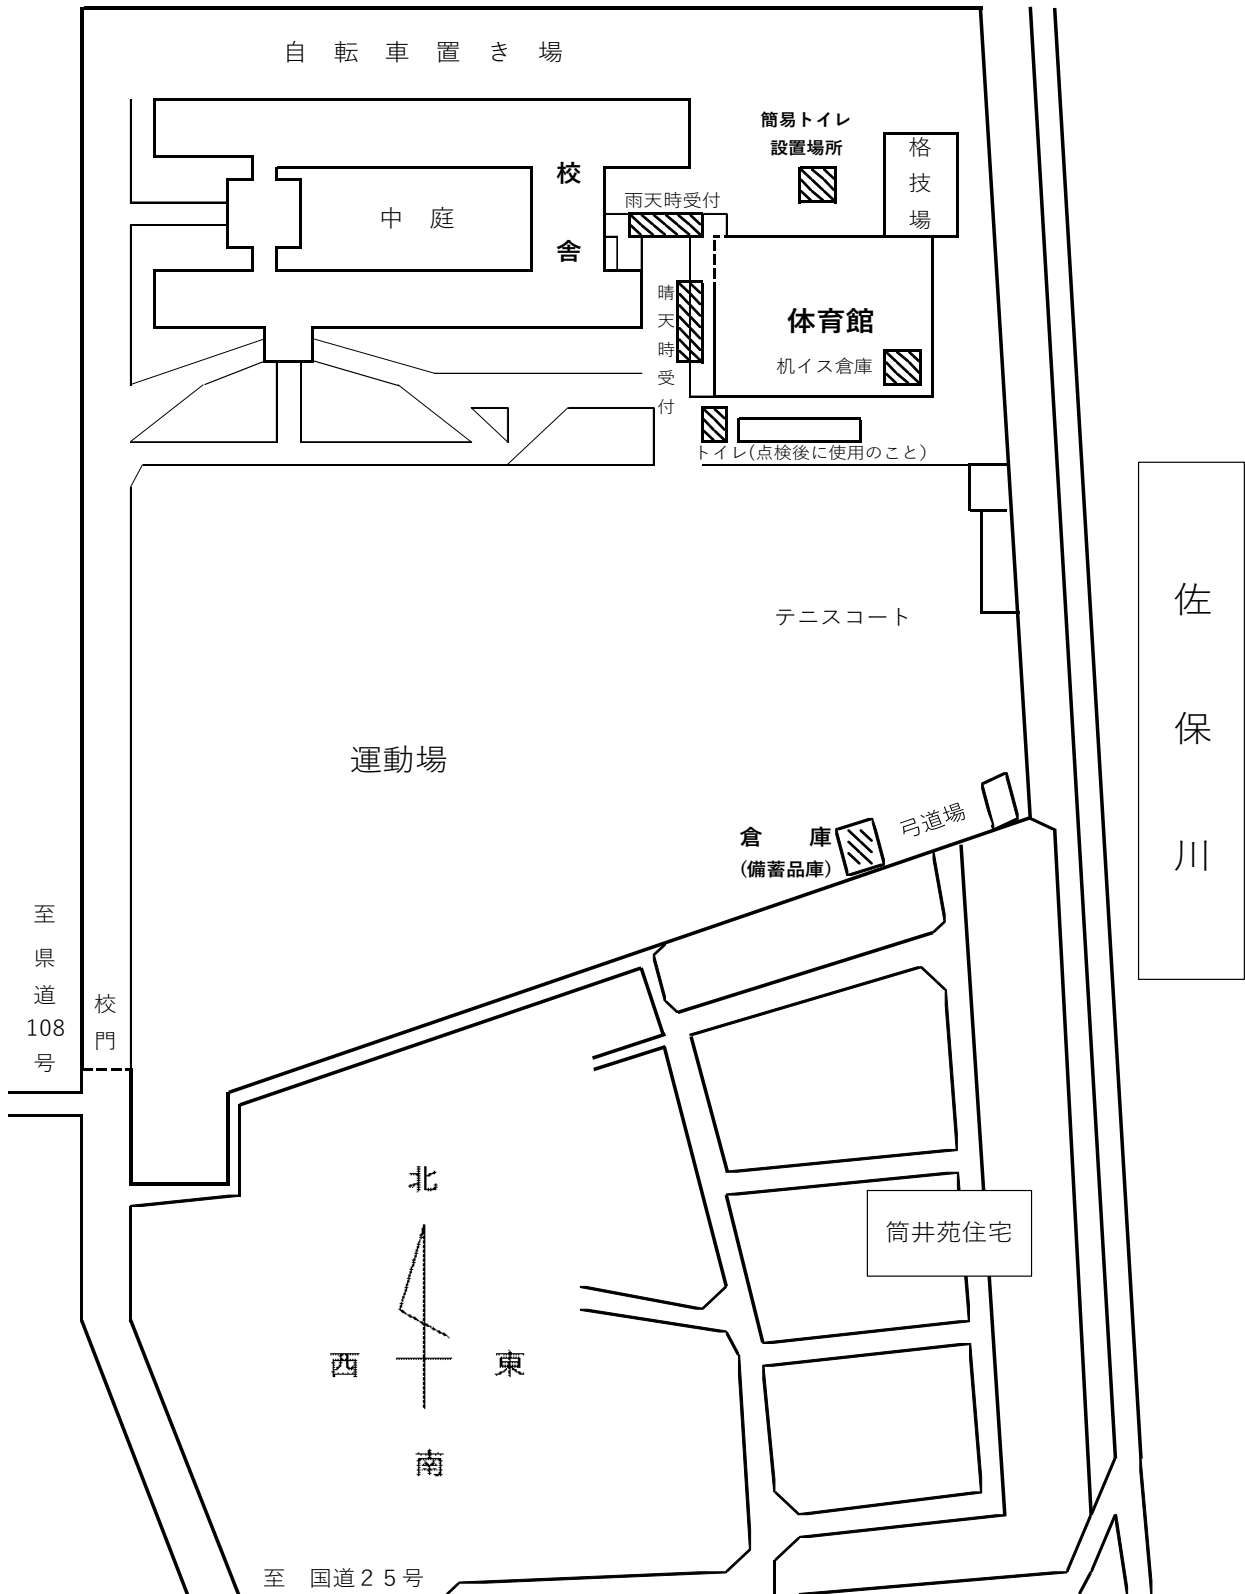 自転車置き場
簡易トイレ
設置場所
格技場
校舎
中庭
雨天時受付
晴天時受付
体育館
机イス倉庫
トイレ(点検後に使用のこと)
佐保川
テニスコート
運動場
弓道場
倉庫
(備蓄品庫)
至県道108号
校門
北
西
東
南
筒井苑住宅
至 国道25号